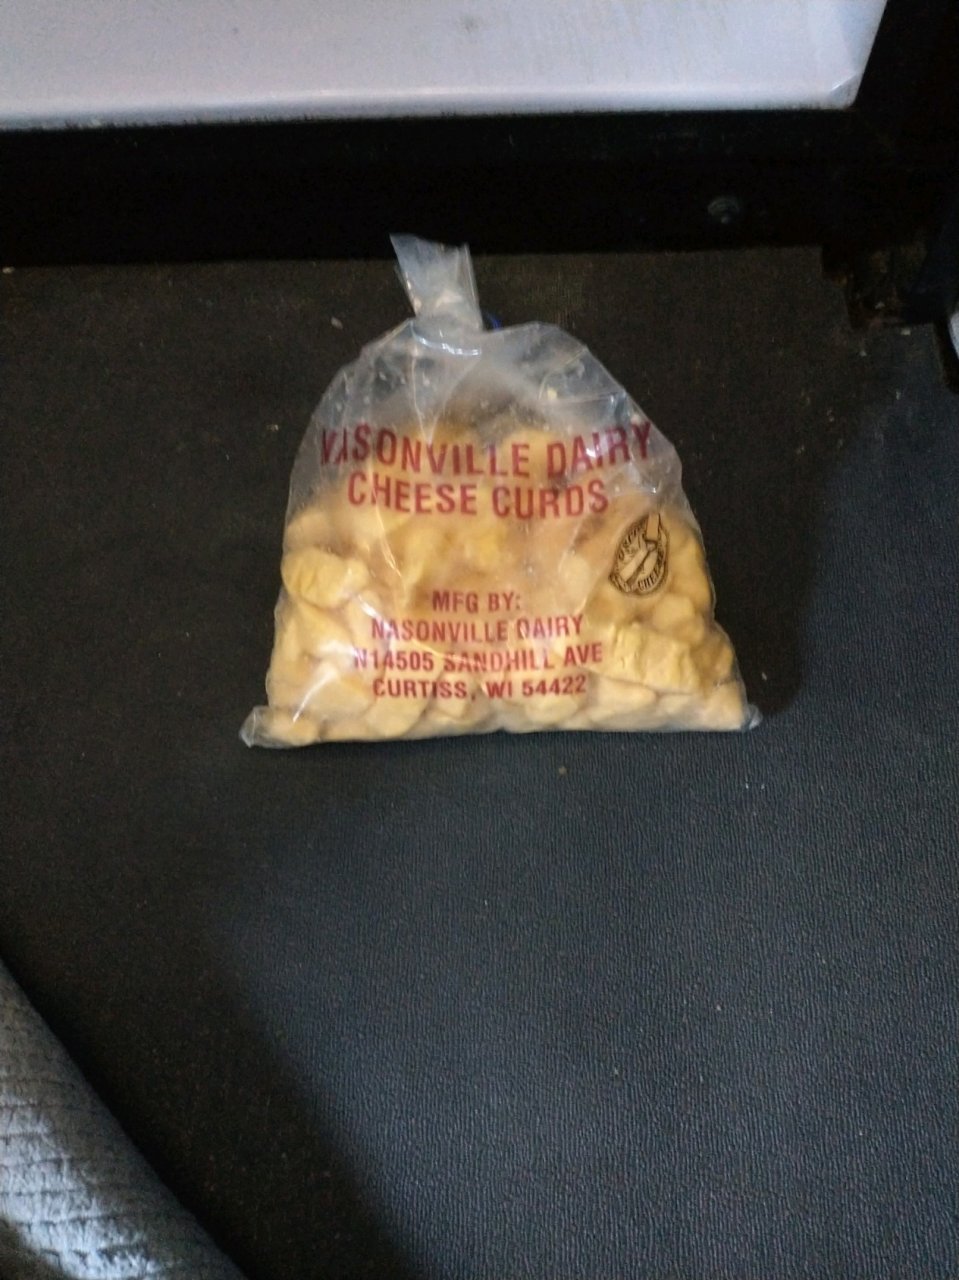 NASONVILLE DAIRY
CHEESE CURDS
MFG BY:
NASONVILLE DAIRY
N14505 SANDHILL AVE
CURTISS, WI 54422